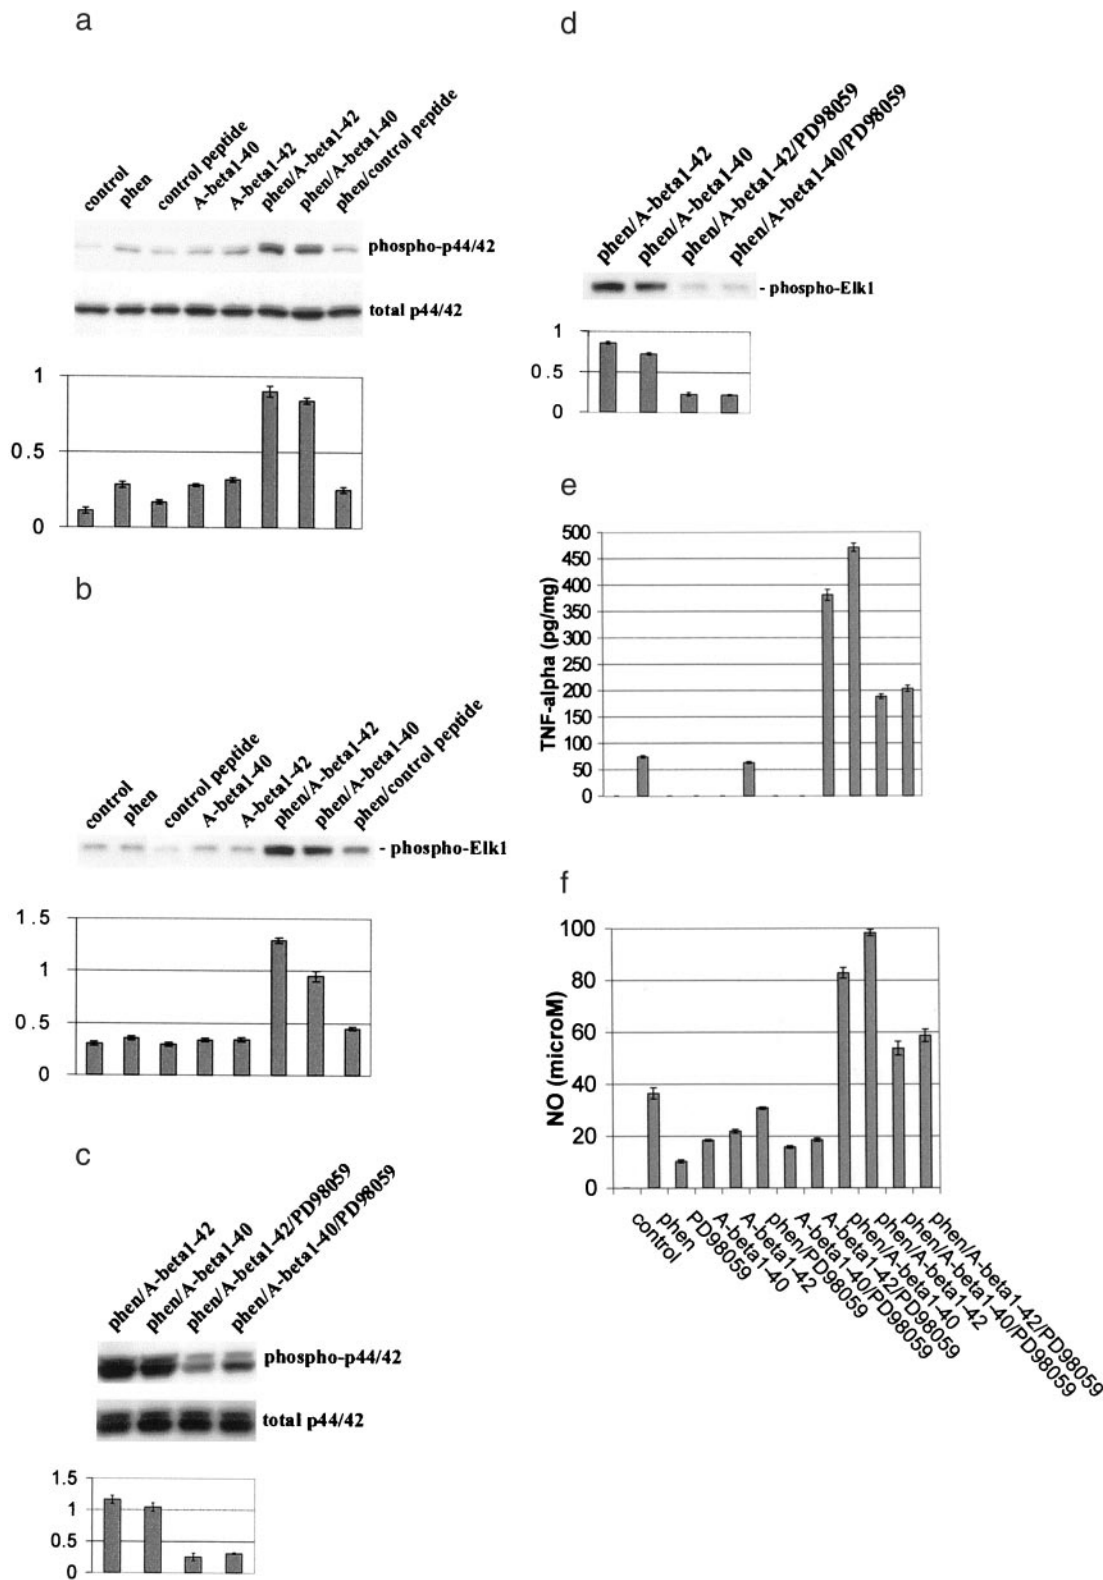 a
control
phen
control peptide
A-beta1-40
A-beta1-42
phen/A-beta1-42
phen/A-beta1-40
phen/control peptide
phospho-p44/42
total p44/42
1
0.5
0
b
control
phen
control peptide
A-beta1-40
A-beta1-42
phen/A-beta1-42
phen/A-beta1-40
phen/control peptide
- phospho-Elk1
1.5
1
0.5
0
c
phen/A-beta1-42
phen/A-beta1-40
phen/A-beta1-42/PD98059
phen/A-beta1-40/PD98059
phospho-p44/42
total p44/42
1.5
1
0.5
0
d
phen/A-beta1-42
phen/A-beta1-40
phen/A-beta1-42/PD98059
phen/A-beta1-40/PD98059
- phospho-Elk1
1
0.5
0
e
TNF-alpha (pg/mg)
500
450
400
350
300
250
200
150
100
50
0
f
NO (microM)
100
80
60
40
20
0
control
phen
PD98059
A-beta1-40
A-beta1-42
phen/PD98059
A-beta1-40/PD98059
A-beta1-42/PD98059
phen/A-beta1-40
phen/A-beta1-42
phen/A-beta1-40/PD98059
phen/A-beta1-42/PD98059